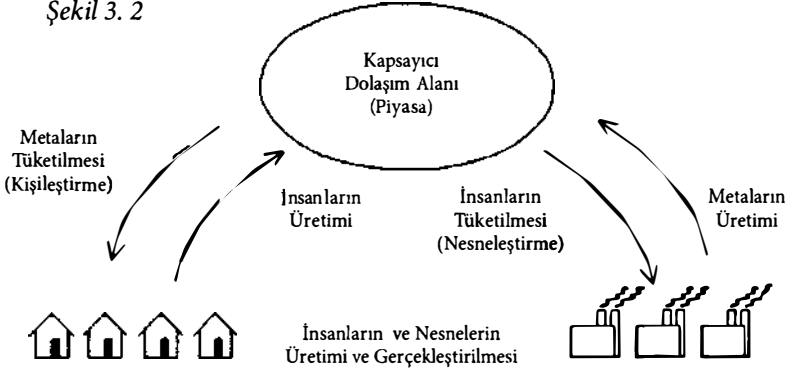 Şekil 3. 2
Kapsayıcı
Dolaşım Alanı
(Piyasa)
Metaların
Tüketilmesi
(Kişileştirme)
İnsanların
Üretimi
İnsanların
Tüketilmesi
(Nesneleştirme)
Metaların
Üretimi
İnsanların ve Nesnelerin
Üretimi ve Gerçekleştirilmesi